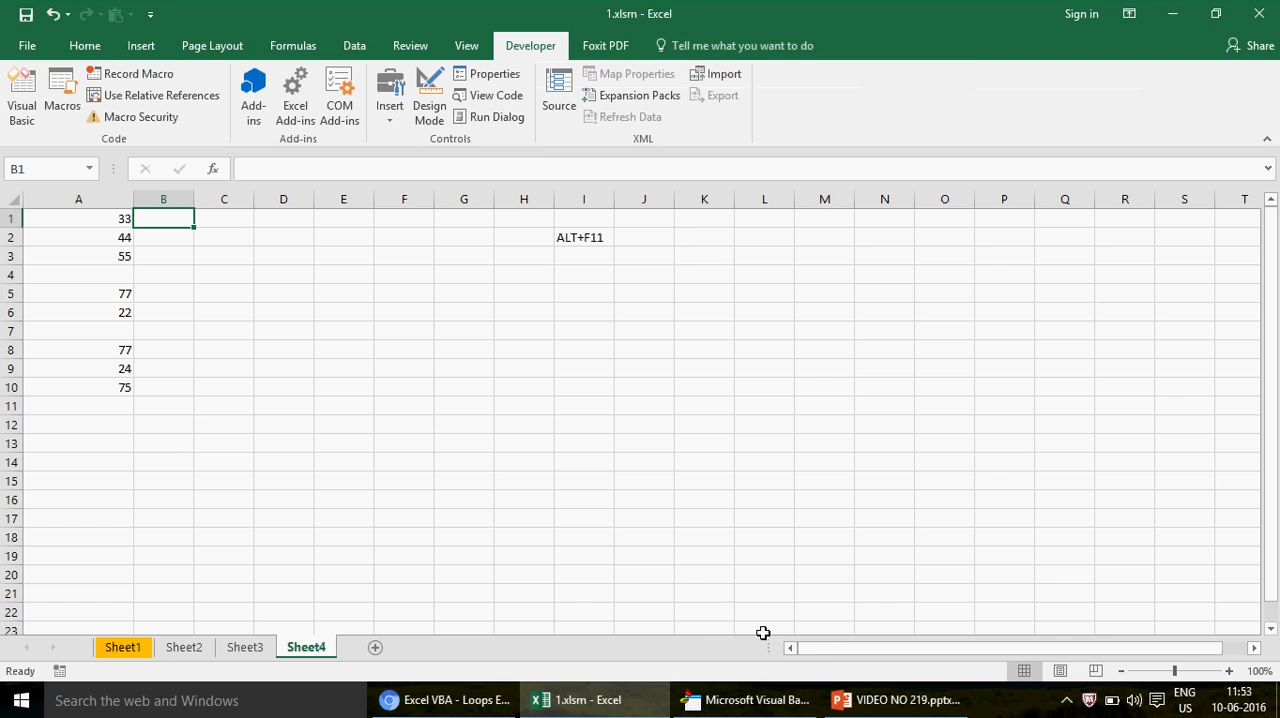 1.xlsm - Excel
Sign in
File Home Insert Page Layout Formulas Data Review View Developer Foxit PDF Tell me what you want to do Share
Visual Basic
Macros
Record Macro
Use Relative References
Macro Security
Code
Add-ins
Excel Add-ins
COM Add-ins
Add-ins
Insert
Design Mode
Properties
View Code
Run Dialog
Controls
Source
Map Properties
Expansion Packs
Refresh Data
Import
Export
XML
B1 fx
A B C D E F G H I J K L M N O P Q R S T
1 33
2 44 ALT+F11
3 55
4
5 77
6 22
7
8 77
9 24
10 75
11
12
13
14
15
16
17
18
19
20
21
22
23
Sheet1 Sheet2 Sheet3 Sheet4
Ready 100%
Search the web and Windows
Excel VBA - Loops E...
1.xlsm - Excel
Microsoft Visual Ba...
VIDEO NO 219.pptx...
ENG
US
11:53
10-06-2016